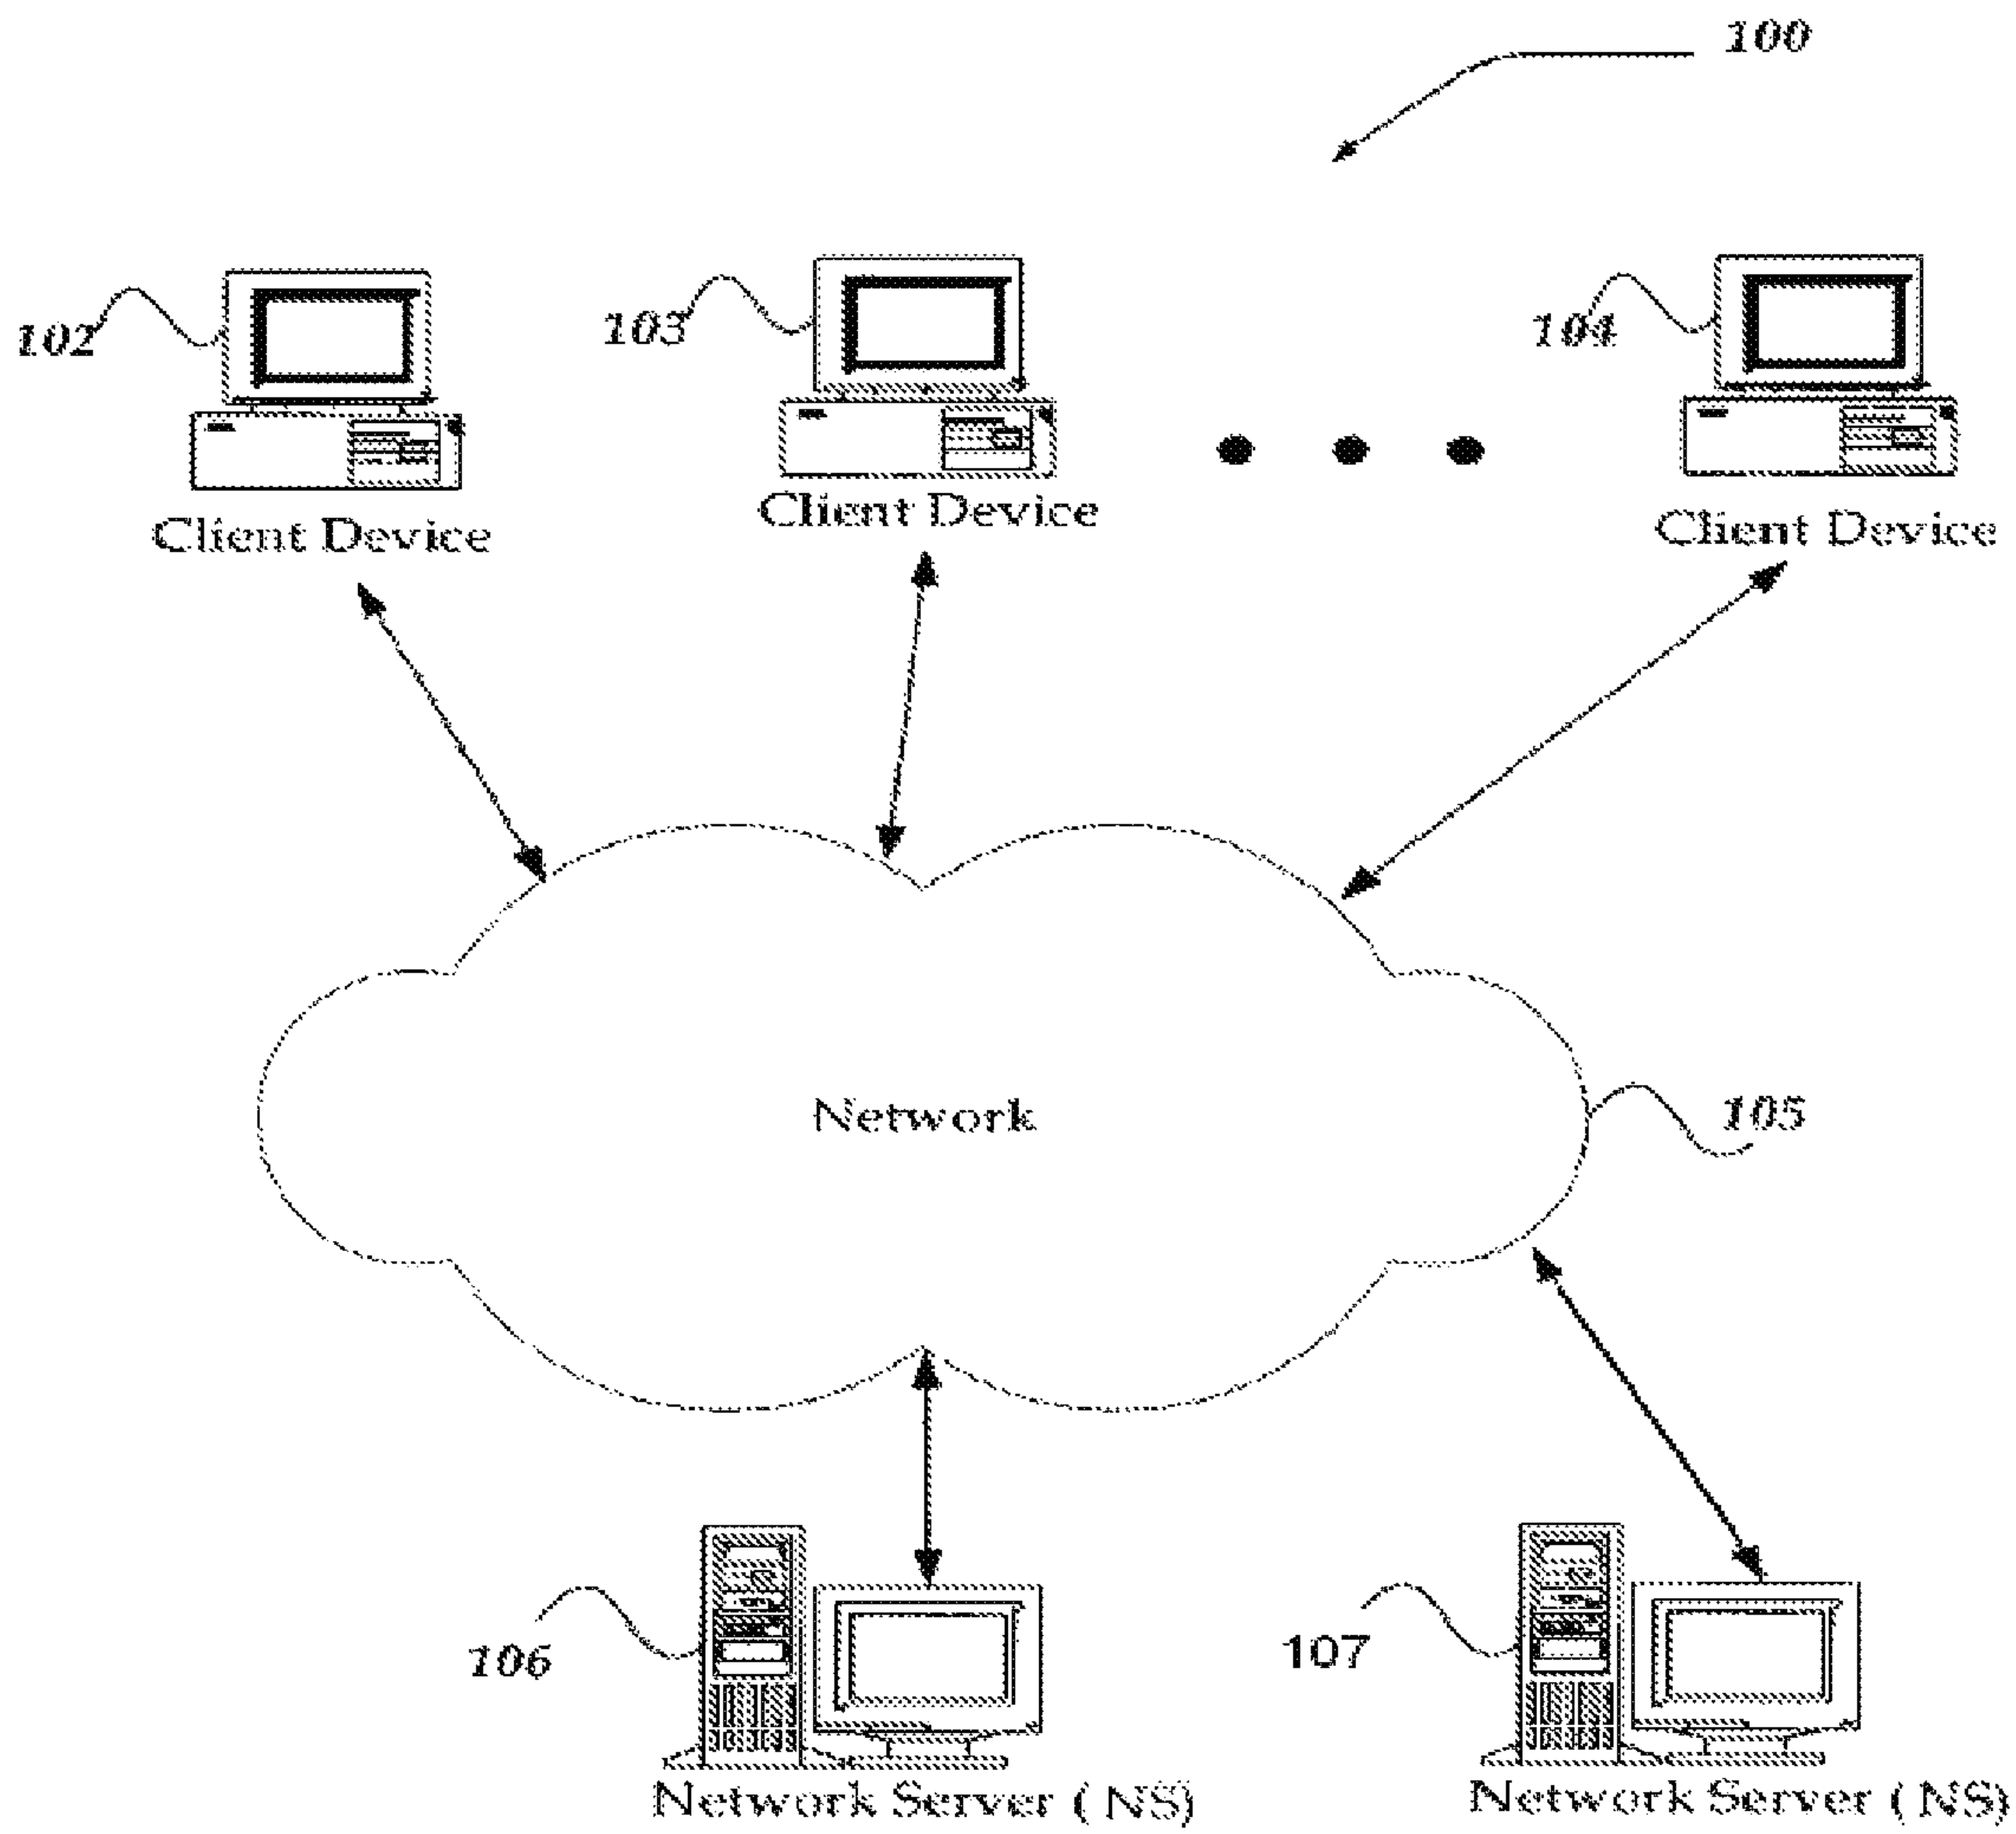 100
102
103
104
Client Device
Client Device
Client Device
Network
105
106
107
Network Server ( NS)
Network Server ( NS)